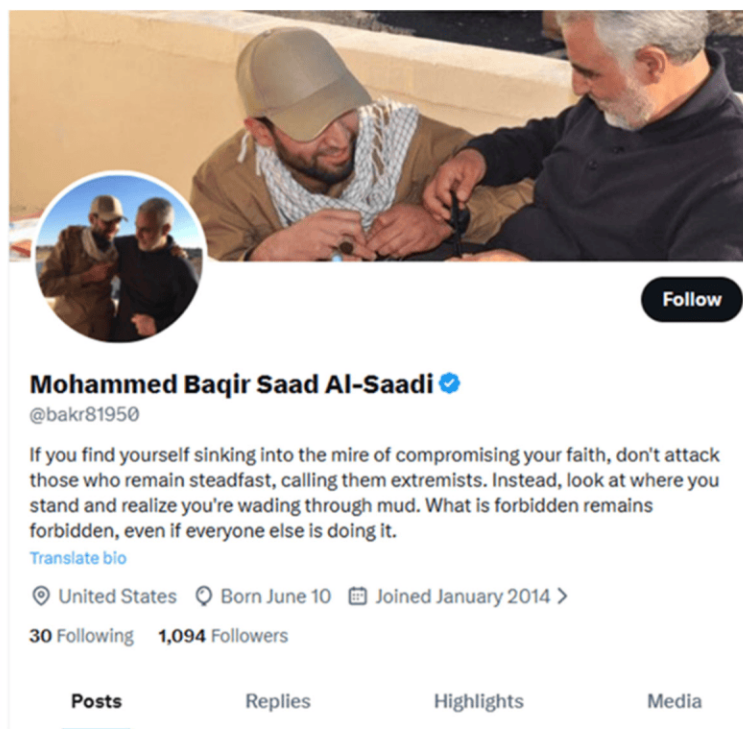 Follow
Mohammed Baqir Saad Al-Saadi
@bakr81950
If you find yourself sinking into the mire of compromising your faith, don't attack
those who remain steadfast, calling them extremists. Instead, look at where you
stand and realize you're wading through mud. What is forbidden remains
forbidden, even if everyone else is doing it.
Translate bio
United States Born June 10 Joined January 2014
30 Following 1,094 Followers
Posts Replies Highlights Media